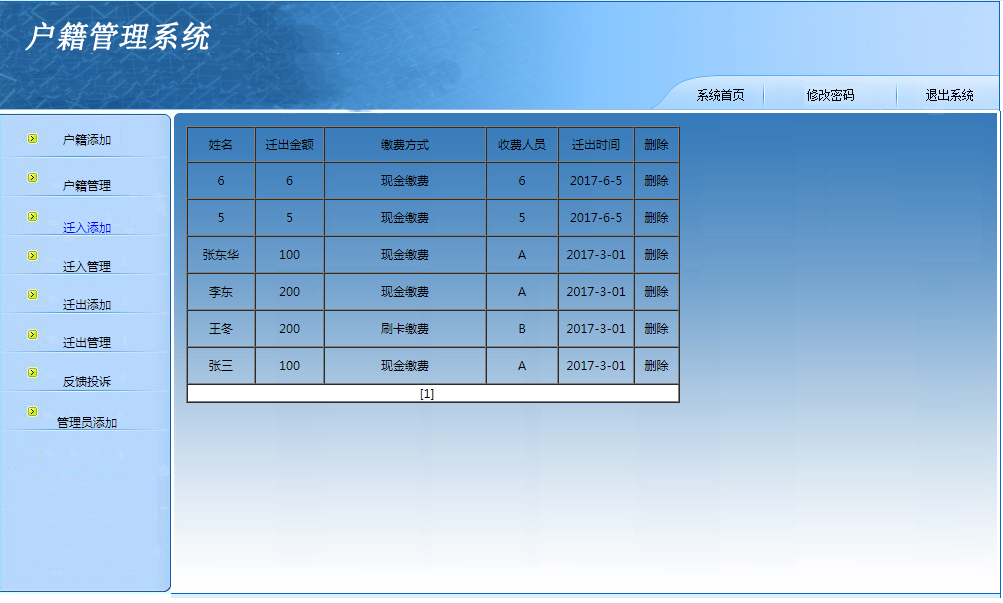 户籍管理系统
系统首页 修改密码 退出系统
户籍添加
户籍管理
迁入添加
迁入管理
迁出添加
迁出管理
反馈投诉
管理员添加
姓名 迁出金额 缴费方式 收费人员 迁出时间 删除
6 6 现金缴费 6 2017-6-5 删除
5 5 现金缴费 5 2017-6-5 删除
张东华 100 现金缴费 A 2017-3-01 删除
李东 200 现金缴费 A 2017-3-01 删除
王冬 200 刷卡缴费 B 2017-3-01 删除
张三 100 现金缴费 A 2017-3-01 删除
[1]